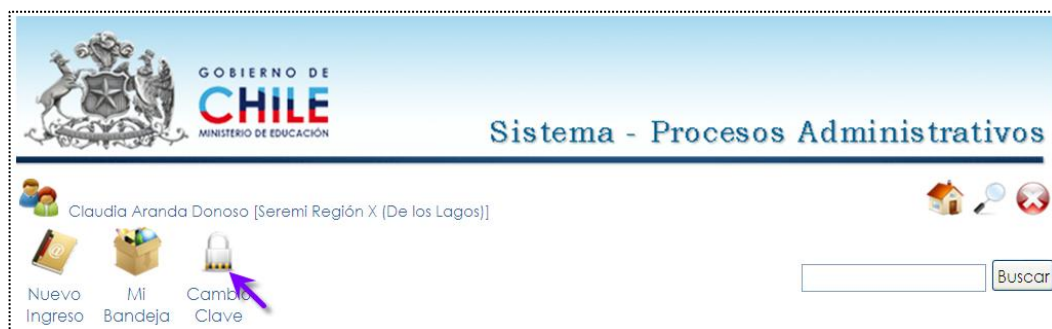 GOBIERNO DE
CHILE
MINISTERIO DE EDUCACIÓN
Sistema - Procesos Administrativos
Claudia Aranda Donoso [Seremi Región X (De los Lagos)]
Nuevo Ingreso
Mi Bandeja
Cambio Clave
Buscar